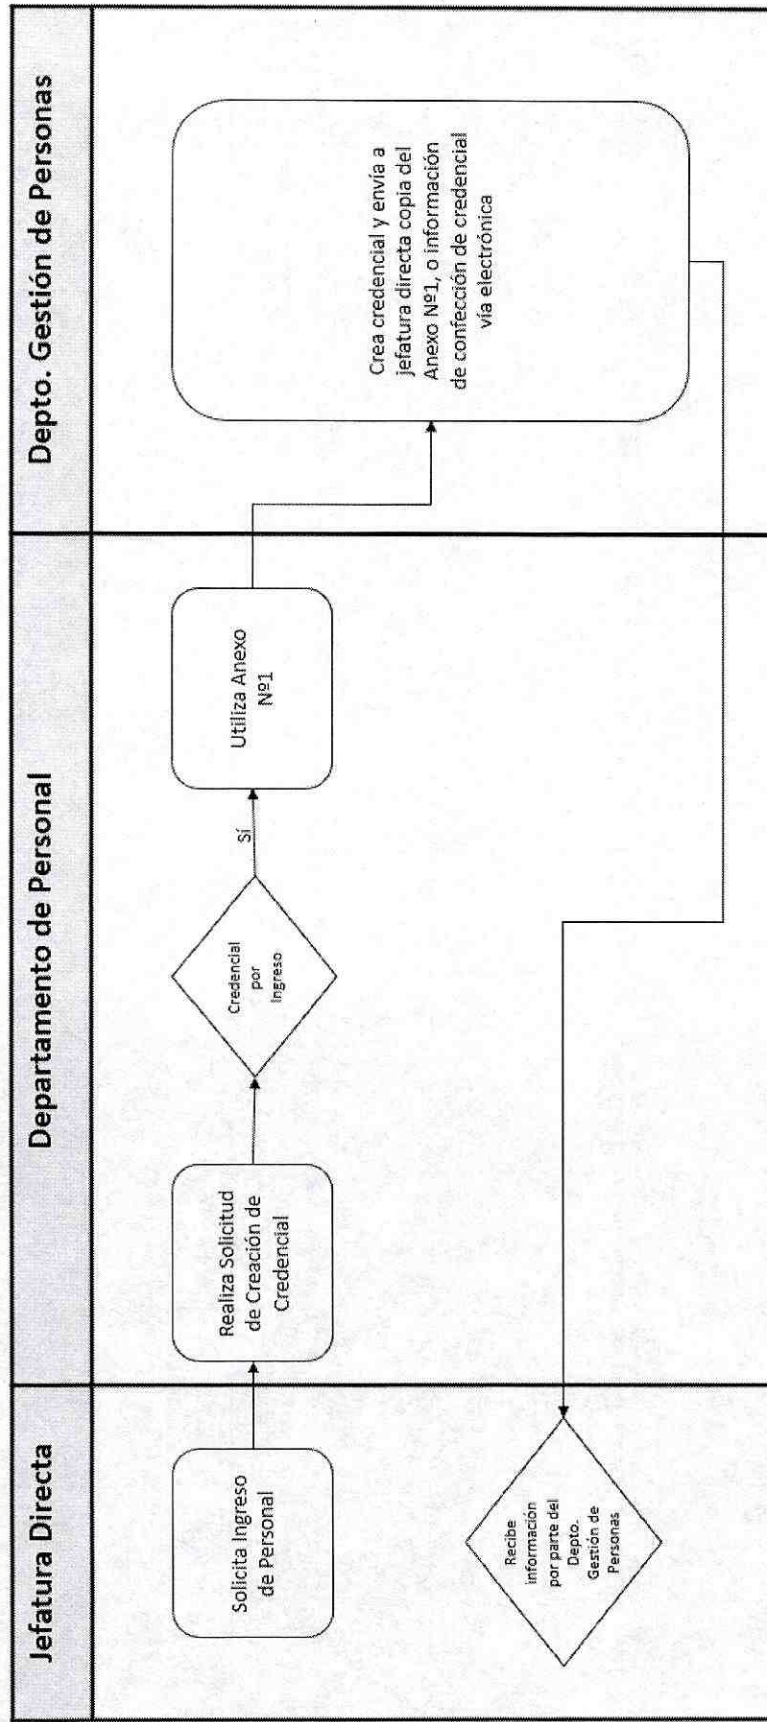 Jefatura Directa
Departamento de Personal
Depto. Gestión de Personas
Solicita Ingreso
de Personal
Realiza Solicitud
de Creación de
Credencial
Credencial
por
Ingreso
Sí
Utiliza Anexo
Nº1
Crea credencial y envía a
jefatura directa copia del
Anexo Nº1, o información
de confección de credencial
vía electrónica
Recibe
información
por parte del
Depto.
Gestión de
Personas